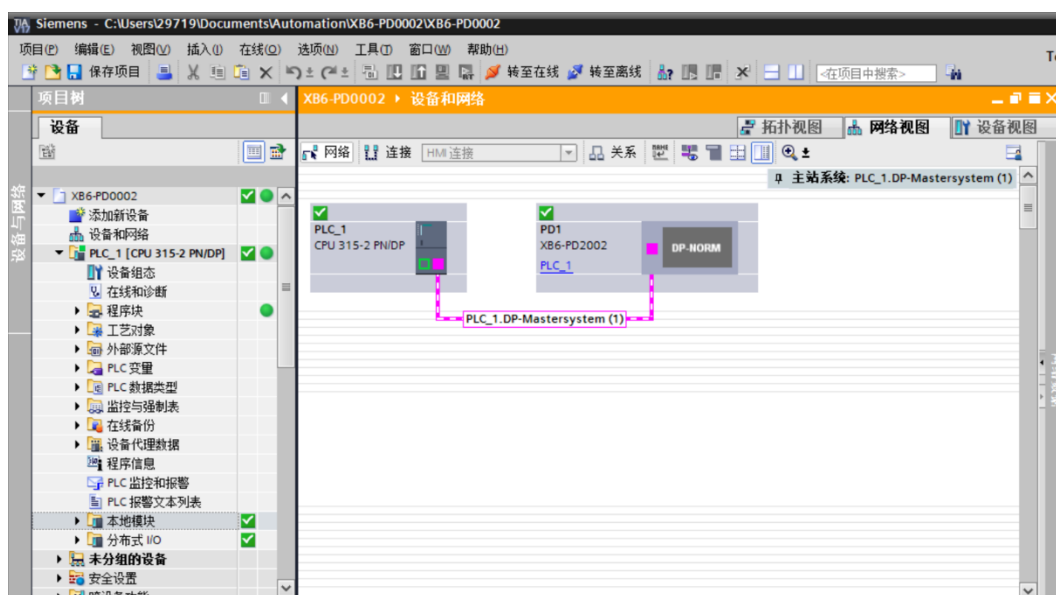 Siemens - C:\Users\29719\Documents\Automation\XB6-PD0002\XB6-PD0002
项目(P) 编辑(E) 视图(V) 插入(I) 在线(O) 选项(N) 工具(T) 窗口(W) 帮助(H)
保存项目 转至在线 转至离线 <在项目中搜索>
项目树
XB6-PD0002 ▸ 设备和网络
设备
拓扑视图 网络视图 设备视图
网络 连接 HMI 连接 关系
主站系统: PLC_1.DP-Mastersystem (1)
设备与网络
XB6-PD0002
添加新设备
设备和网络
PLC_1 [CPU 315-2 PN/DP]
设备组态
在线和诊断
程序块
工艺对象
外部源文件
PLC 变量
PLC 数据类型
监控与强制表
在线备份
设备代理数据
程序信息
PLC 监控和报警
PLC 报警文本列表
本地模块
分布式 I/O
未分组的设备
安全设置
PLC_1
CPU 315-2 PN/DP
PD1
XB6-PD2002
PLC_1
DP-NORM
PLC_1.DP-Mastersystem (1)